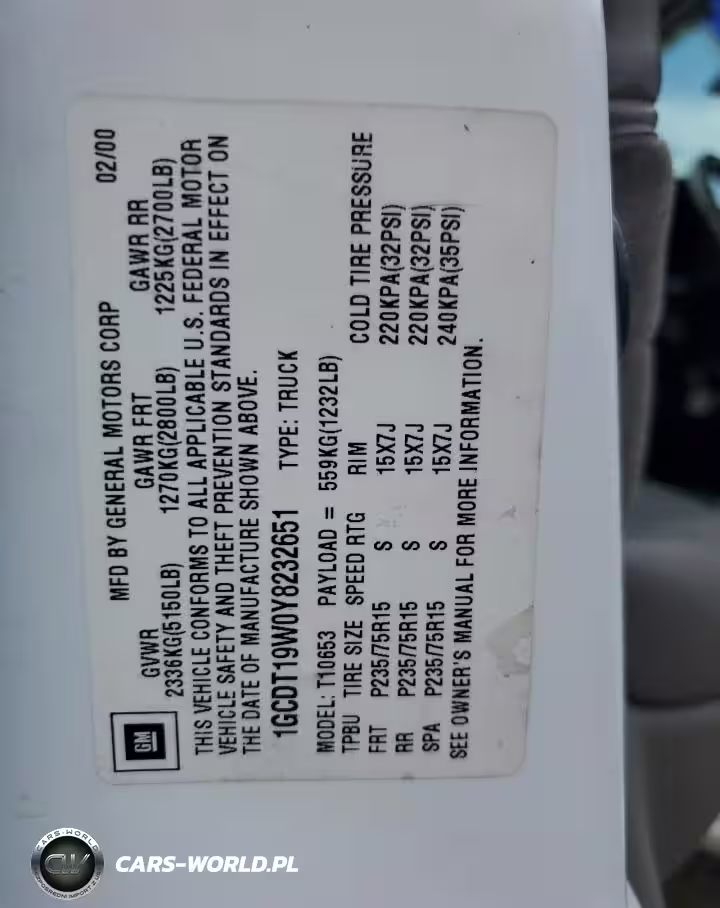 MFD BY GENERAL MOTORS CORP 02/00
GVWR GAWR FRT GAWR RR
2336KG(5150LB) 1270KG(2800LB) 1225KG(2700LB)
THIS VEHICLE CONFORMS TO ALL APPLICABLE U.S. FEDERAL MOTOR
VEHICLE SAFETY AND THEFT PREVENTION STANDARDS IN EFFECT ON
THE DATE OF MANUFACTURE SHOWN ABOVE.
1GCDT19W0Y8232651 TYPE: TRUCK
MODEL: T10653 PAYLOAD = 559KG(1232LB)
TPBU TIRE SIZE SPEED RTG RIM COLD TIRE PRESSURE
FRT P235/75R15 S 15X7J 220KPA(32PSI)
RR P235/75R15 S 15X7J 220KPA(32PSI)
SPA P235/75R15 S 15X7J 240KPA(35PSI)
SEE OWNER'S MANUAL FOR MORE INFORMATION.
GM
CARS-WORLD
CW
CARS-WORLD.PL